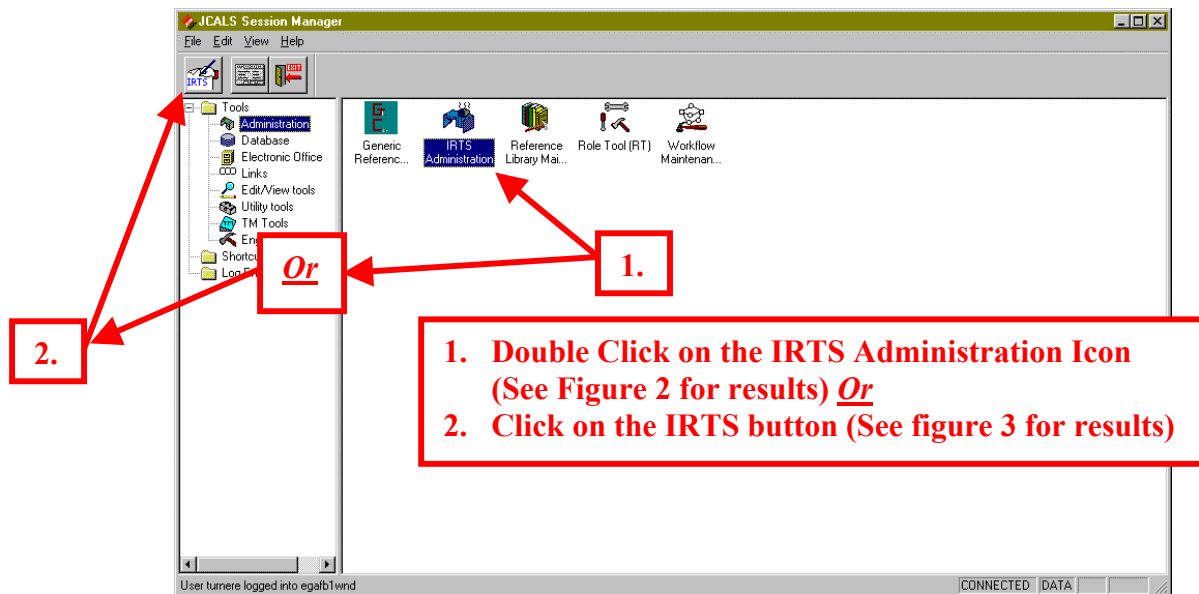 JCALS Session Manager
File Edit View Help
IRTS
EXIT
Tools
Administration
Database
Electronic Office
Links
Edit/View tools
Utility tools
TM Tools
Shortcu
Generic
Referenc...
IRTS
Administration
Reference
Library Mai...
Role Tool (RT)
Workflow
Maintenan...
Or
1.
2.
1. Double Click on the IRTS Administration Icon
(See Figure 2 for results) Or
2. Click on the IRTS button (See figure 3 for results)
User turnere logged into egafb1wnd
CONNECTED DATA